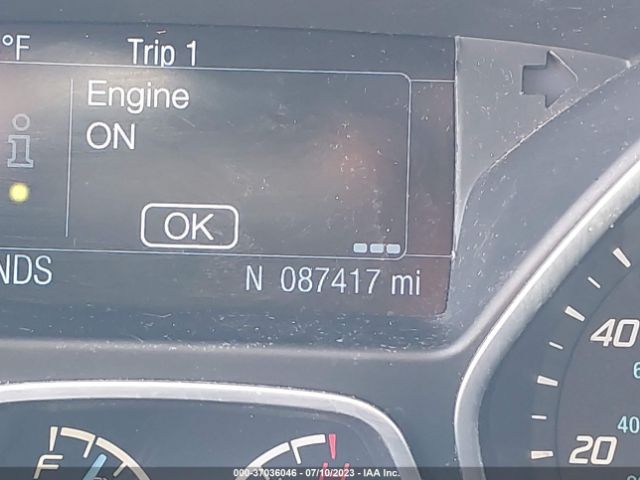 °F Trip 1
Engine
ON
i
OK
NDS N 087417 mi
40
20
40
F H
000-37036046 - 07/10/2023 - IAA Inc.